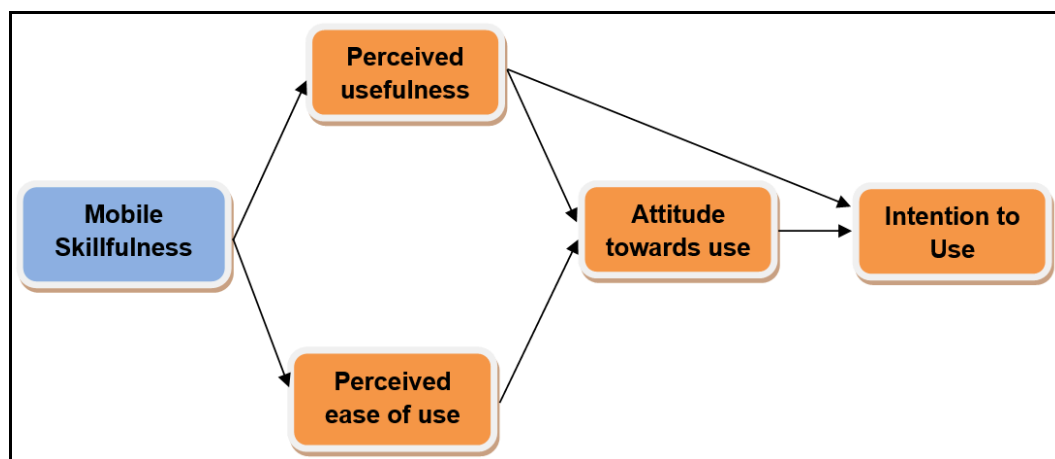 Perceived
usefulness
Mobile
Skillfulness
Attitude
towards use
Intention to
Use
Perceived
ease of use